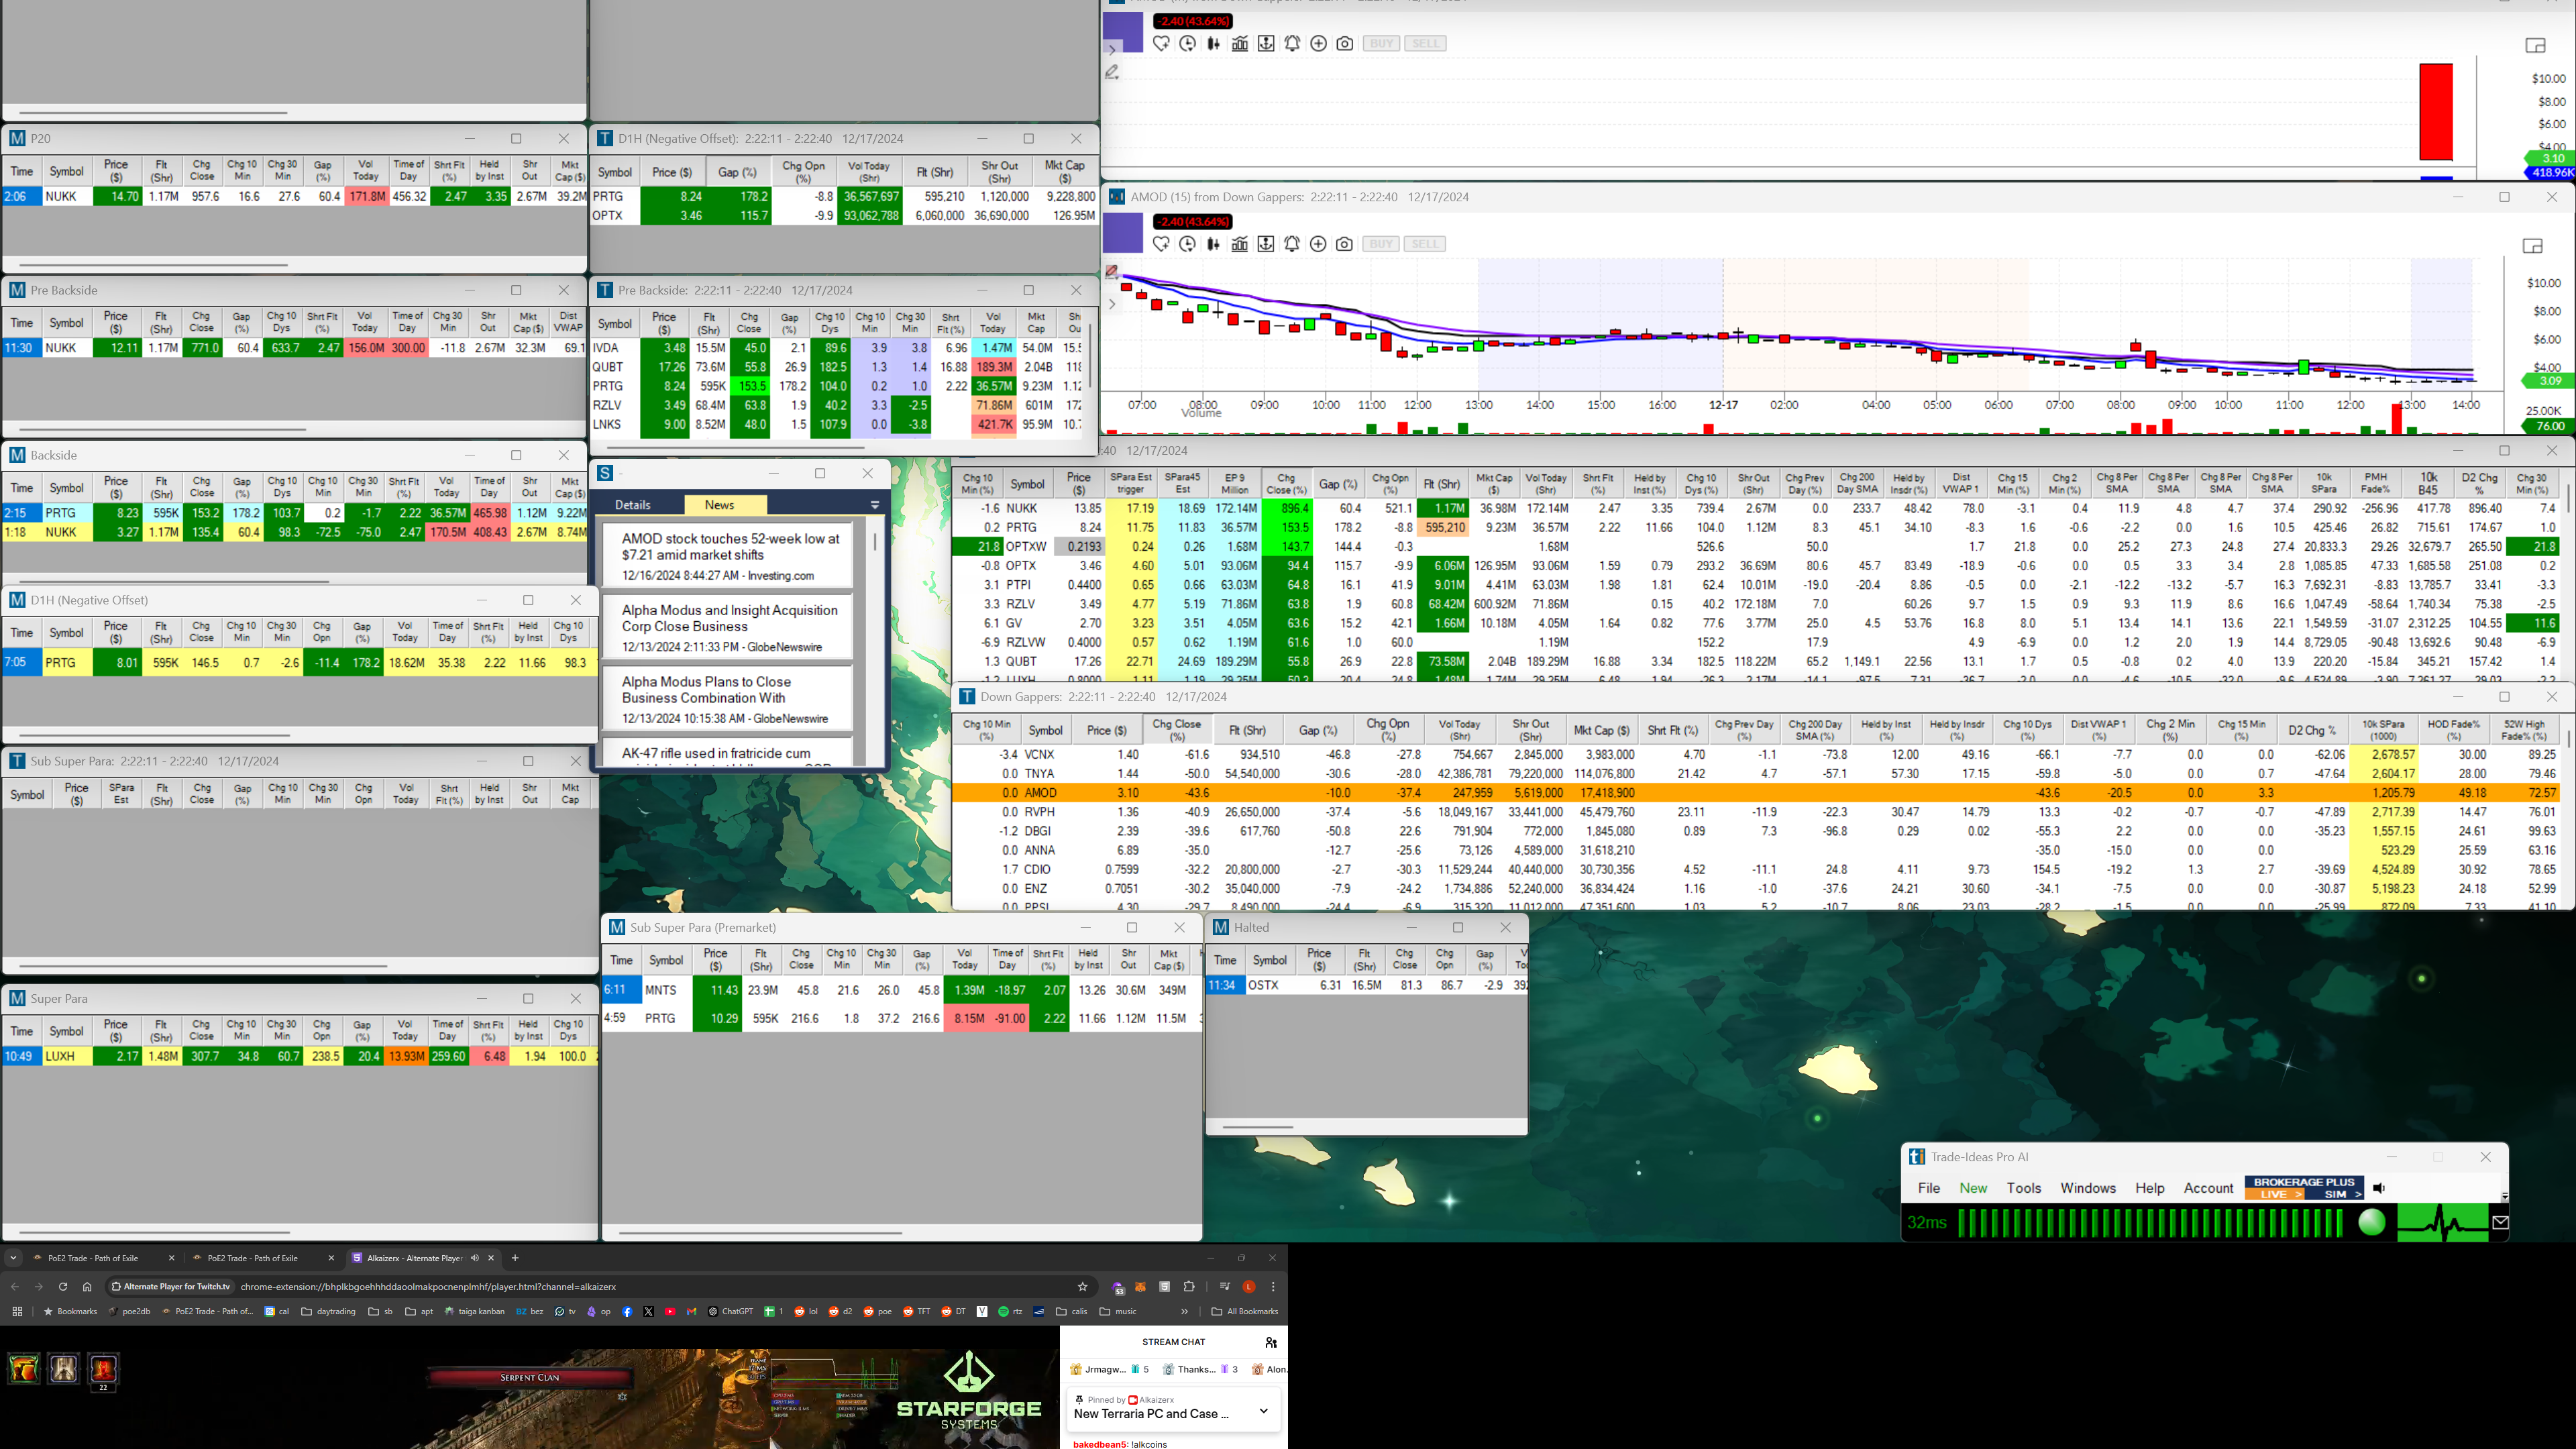 -2.40 (43.64%)
BUY SELL
$10.00
$8.00
$6.00
$4.00
3.10
418.96K
P20
Time Symbol Price ($) Flt (Shr) Chg Close Chg 10 Min Chg 30 Min Gap (%) Vol Today Time of Day Shrt Flt (%) Held by Inst Shr Out Mkt Cap ($)
2:06 NUKK 14.70 1.17M 957.6 16.6 27.6 60.4 171.8M 456.32 2.47 3.35 2.67M 39.2M
D1H (Negative Offset): 2:22:11 - 2:22:40 12/17/2024
Symbol Price ($) Gap (%) Chg Opn (%) Vol Today (Shr) Flt (Shr) Shr Out (Shr) Mkt Cap ($)
PRTG 8.24 178.2 -8.8 36,567,697 595,210 1,120,000 9,228,800
OPTX 3.46 115.7 -9.9 93,062,788 6,060,000 36,690,000 126.95M
AMOD (15) from Down Gappers: 2:22:11 - 2:22:40 12/17/2024
-2.40 (43.64%)
BUY SELL
$10.00
$8.00
$6.00
$4.00
3.09
07:00 08:00 09:00 10:00 11:00 12:00 13:00 14:00 15:00 16:00 12-17 02:00 04:00 05:00 06:00 07:00 08:00 09:00 10:00 11:00 12:00 13:00 14:00
Volume
25.00K
76.00
Pre Backside
Time Symbol Price ($) Flt (Shr) Chg Close Gap (%) Chg 10 Dys Shrt Flt (%) Vol Today Time of Day Chg 30 Min Shr Out Mkt Cap ($) Dist VWAP
11:30 NUKK 12.11 1.17M 771.0 60.4 633.7 2.47 156.0M 300.00 -11.8 2.67M 32.3M 69.1
Pre Backside: 2:22:11 - 2:22:40 12/17/2024
Symbol Price ($) Flt (Shr) Chg Close Gap (%) Chg 10 Dys Chg 10 Min Chg 30 Min Shrt Flt (%) Vol Today Mkt Cap
IVDA 3.48 15.5M 45.0 2.1 89.6 3.9 3.8 6.96 1.47M 54.0M 15.5
QUBT 17.26 73.6M 55.8 26.9 182.5 1.3 1.4 16.88 189.3M 2.04B 118
PRTG 8.24 595K 153.5 178.2 104.0 0.2 1.0 2.22 36.57M 9.23M 1.12
RZLV 3.49 68.4M 63.8 1.9 40.2 3.3 -2.5 71.86M 601M 172
LNKS 9.00 8.52M 48.0 1.5 107.9 0.0 -3.8 421.7K 95.9M 10.7
Backside
Time Symbol Price ($) Flt (Shr) Chg Close Gap (%) Chg 10 Dys Chg 10 Min Chg 30 Min Shrt Flt (%) Vol Today Time of Day Shr Out Mkt Cap ($)
2:15 PRTG 8.23 595K 153.2 178.2 103.7 0.2 -1.7 2.22 36.57M 465.98 1.12M 9.22M
1:18 NUKK 3.27 1.17M 135.4 60.4 98.3 -72.5 -75.0 2.47 170.5M 408.43 2.67M 8.74M
D1H (Negative Offset)
Time Symbol Price ($) Flt (Shr) Chg Close Chg 10 Min Chg 30 Min Chg Opn Gap (%) Vol Today Time of Day Shrt Flt (%) Held by Inst Chg 10 Dys
7:05 PRTG 8.01 595K 146.5 0.7 -2.6 -11.4 178.2 18.62M 35.38 2.22 11.66 98.3
Sub Super Para: 2:22:11 - 2:22:40 12/17/2024
Symbol Price ($) SPara Est Flt (Shr) Chg Close Gap (%) Chg 10 Min Chg 30 Min Chg Opn Vol Today Shrt Flt (%) Held by Inst Shr Out Mkt Cap
Super Para
Time Symbol Price ($) Flt (Shr) Chg Close Chg 10 Min Chg 30 Min Chg Opn Gap (%) Vol Today Time of Day Shrt Flt (%) Held by Inst Chg 10 Dys
10:49 LUXH 2.17 1.48M 307.7 34.8 60.7 238.5 20.4 13.93M 259.60 6.48 1.94 100.0
Details News
AMOD stock touches 52-week low at
$7.21 amid market shifts
12/16/2024 8:44:27 AM - Investing.com
Alpha Modus and Insight Acquisition
Corp Close Business
12/13/2024 2:11:33 PM - GlobeNewswire
Alpha Modus Plans to Close
Business Combination With
12/13/2024 10:15:38 AM - GlobeNewswire
AK-47 rifle used in fratricide cum
:40 12/17/2024
Chg 10 Min (%) Symbol Price ($) SPara Est trigger SPara45 Est EP 9 Million Chg Close (%) Gap (%) Chg Opn (%) Flt (Shr) Mkt Cap ($) Vol Today (Shr) Shrt Flt (%) Held by Inst (%) Chg 10 Dys (%) Shr Out (Shr) Chg Prev Day (%) Chg 200 Day SMA Held by Insdr (%) Dist VWAP 1 Chg 15 Min (%) Chg 2 Min (%) Chg 8 Per SMA Chg 8 Per SMA Chg 8 Per SMA Chg 8 Per SMA 10k SPara PMH Fade% 10k B45 D2 Chg % Chg 30 Min (%)
-1.6 NUKK 13.85 17.19 18.69 172.14M 896.4 60.4 521.1 1.17M 36.98M 172.14M 2.47 3.35 739.4 2.67M 0.0 233.7 48.42 78.0 -3.1 0.4 11.9 4.8 4.7 37.4 290.92 -256.96 417.78 896.40 7.4
0.2 PRTG 8.24 11.75 11.83 36.57M 153.5 178.2 -8.8 595,210 9.23M 36.57M 2.22 11.66 104.0 1.12M 8.3 45.1 34.10 -8.3 1.6 -0.6 -2.2 0.0 1.6 10.5 425.46 26.82 715.61 174.67 1.0
21.8 OPTXW 0.2193 0.24 0.26 1.68M 143.7 144.4 -0.3 1.68M 526.6 50.0 1.7 21.8 0.0 25.2 27.3 24.8 27.4 20,833.3 29.26 32,679.7 265.50 21.8
-0.8 OPTX 3.46 4.60 5.01 93.06M 94.4 115.7 -9.9 6.06M 126.95M 93.06M 1.59 0.79 293.2 36.69M 80.6 45.7 83.49 -18.9 -0.6 0.0 0.5 3.3 3.4 2.8 1,085.85 47.33 1,685.58 251.08 0.2
3.1 PTPI 0.4400 0.65 0.66 63.03M 64.8 16.1 41.9 9.01M 4.41M 63.03M 1.98 1.81 62.4 10.01M -19.0 -20.4 8.86 -0.5 0.0 -2.1 -12.2 -13.2 -5.7 16.3 7,692.31 -8.83 13,785.7 33.41 -3.3
3.3 RZLV 3.49 4.77 5.19 71.86M 63.8 1.9 60.8 68.42M 600.92M 71.86M 0.15 40.2 172.18M 7.0 60.26 9.7 1.5 0.9 9.3 11.9 8.6 16.6 1,047.49 -58.64 1,740.34 75.38 -2.5
6.1 GV 2.70 3.23 3.51 4.05M 63.6 15.2 42.1 1.66M 10.18M 4.05M 1.64 0.82 77.6 3.77M 25.0 4.5 53.76 16.8 8.0 5.1 13.4 14.1 13.6 22.1 1,549.59 -31.07 2,312.25 104.55 11.6
-6.9 RZLVW 0.4000 0.57 0.62 1.19M 61.6 1.0 60.0 1.19M 152.2 17.9 4.9 -6.9 0.0 1.2 2.0 1.9 14.4 8,729.05 -90.48 13,692.6 90.48 -6.9
1.3 QUBT 17.26 22.71 24.69 189.29M 55.8 26.9 22.8 73.58M 2.04B 189.29M 16.88 3.34 182.5 118.22M 65.2 1,149.1 22.56 13.1 1.7 0.5 -0.8 0.2 4.0 13.9 220.20 -15.84 345.21 157.42 1.4
Down Gappers: 2:22:11 - 2:22:40 12/17/2024
Chg 10 Min (%) Symbol Price ($) Chg Close (%) Flt (Shr) Gap (%) Chg Opn (%) Vol Today (Shr) Shr Out (Shr) Mkt Cap ($) Shrt Flt (%) Chg Prev Day (%) Chg 200 Day SMA (%) Held by Inst (%) Held by Insdr (%) Chg 10 Dys (%) Dist VWAP 1 (%) Chg 2 Min (%) Chg 15 Min (%) D2 Chg % 10k SPara (1000) HOD Fade% (%) 52W High Fade% (%)
-3.4 VCNX 1.40 -61.6 934,510 -46.8 -27.8 754,667 2,845,000 3,983,000 4.70 -1.1 -73.8 12.00 49.16 -66.1 -7.7 0.0 0.0 -62.06 2,678.57 30.00 89.25
0.0 TNYA 1.44 -50.0 54,540,000 -30.6 -28.0 42,386,781 79,220,000 114,076,800 21.42 4.7 -57.1 57.30 17.15 -59.8 -5.0 0.0 0.7 -47.64 2,604.17 28.00 79.46
0.0 AMOD 3.10 -43.6 -10.0 -37.4 247,959 5,619,000 17,418,900 -43.6 -20.5 0.0 3.3 1,205.79 49.18 72.57
0.0 RVPH 1.36 -40.9 26,650,000 -37.4 -5.6 18,049,167 33,441,000 45,479,760 23.11 -11.9 -22.3 30.47 14.79 13.3 -0.2 -0.7 -0.7 -47.89 2,717.39 14.47 76.01
-1.2 DBGI 2.39 -39.6 617,760 -50.8 22.6 791,904 772,000 1,845,080 0.89 7.3 -96.8 0.29 0.02 -55.3 2.2 0.0 0.0 -35.23 1,557.15 24.61 99.63
0.0 ANNA 6.89 -35.0 -12.7 -25.6 73,126 4,589,000 31,618,210 -35.0 -15.0 0.0 0.0 523.29 25.59 63.16
1.7 CDIO 0.7599 -32.2 20,800,000 -2.7 -30.3 11,529,244 40,440,000 30,730,356 4.52 -11.1 24.8 4.11 9.73 154.5 -19.2 1.3 2.7 -39.69 4,524.89 30.92 78.65
0.0 ENZ 0.7051 -30.2 35,040,000 -7.9 -24.2 1,734,886 52,240,000 36,834,424 1.16 -1.0 -37.6 24.21 30.60 -34.1 -7.5 0.0 0.0 -30.87 5,198.23 24.18 52.99
0.0 PPSI 4.30 -29.7 8,490,000 -24.4 -6.9 315,320 11,012,000 47,351,600 1.03 5.2 -10.7 8.06 23.03 -28.2 -1.5 0.0 0.0 -25.99 872.09 7.33 41.10
Sub Super Para (Premarket)
Time Symbol Price ($) Flt (Shr) Chg Close Chg 10 Min Chg 30 Min Gap (%) Vol Today Time of Day Shrt Flt (%) Held by Inst Shr Out Mkt Cap ($)
6:11 MNTS 11.43 23.9M 45.8 21.6 26.0 45.8 1.39M -18.97 2.07 13.26 30.6M 349M
4:59 PRTG 10.29 595K 216.6 1.8 37.2 216.6 8.15M -91.00 2.22 11.66 1.12M 11.5M
Halted
Time Symbol Price ($) Flt (Shr) Chg Close Chg Opn Gap (%)
11:34 OSTX 6.31 16.5M 81.3 86.7 -2.9 392
Trade-Ideas Pro AI
File New Tools Windows Help Account BROKERAGE PLUS
LIVE > SIM >
32ms
PoE2 Trade - Path of Exile PoE2 Trade - Path of Exile Alkaizerx - Alternate Player
Alternate Player for Twitch.tv chrome-extension://bhplkbgoehhhddaoolmakpocnenplmhf/player.html?channel=alkaizerx
Bookmarks poe2db PoE2 Trade - Path of... cal daytrading sb apt taiga kanban bez tv op ChatGPT 1 lol d2 poe TFT DT rtz calis music All Bookmarks
22
SERPENT CLAN
STARFORGE
SYSTEMS
STREAM CHAT
Jrmagw... 5 Thanks... 3 Alon
Pinned by Alkaizerx
New Terraria PC and Case ...
bakedbean5: !alkcoins